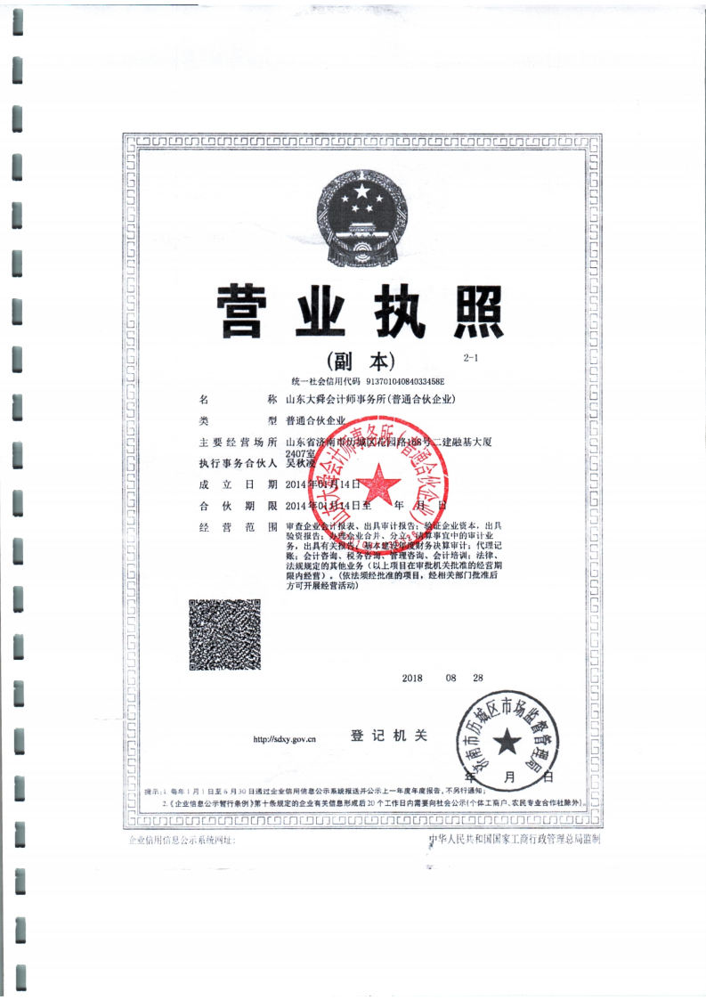 营业执照
(副 本)
2-1
统一社会信用代码 91370104084033458E
名 称 山东大舜会计师事务所(普通合伙企业)
类 型 普通合伙企业
主要经营场所 山东省济南市历城区花园路168号二建融基大厦
2407室
执行事务合伙人 吴秋凌
成 立 日 期 2014年01月14日
合 伙 期 限 2014年01月14日至 年 月 日
经 营 范 围 审查企业会计报表、出具审计报告；验证企业资本，出具
验资报告；办理企业合并、分立、清算事宜中的审计业
务，出具有关报告；基本建设年度财务决算审计；代理记
账；会计咨询、税务咨询、管理咨询、会计培训；法律、
法规规定的其他业务（以上项目在审批机关批准的经营期
限内经营）。(依法须经批准的项目，经相关部门批准后
方可开展经营活动)
山东大舜会计师事务所（普通合伙企业）
2018 08 28
http://sdxy.gov.cn
登记机关
济南市历城区市场监督管理局
年 月 日
提示：1. 每年1月1日至6月30日通过企业信用信息公示系统报送并公示上一年度年度报告，不另行通知；
2.《企业信息公示暂行条例》第十条规定的企业有关信息形成后20个工作日内需要向社会公示(个体工商户、农民专业合作社除外)。
企业信用信息公示系统网址：
中华人民共和国国家工商行政管理总局监制